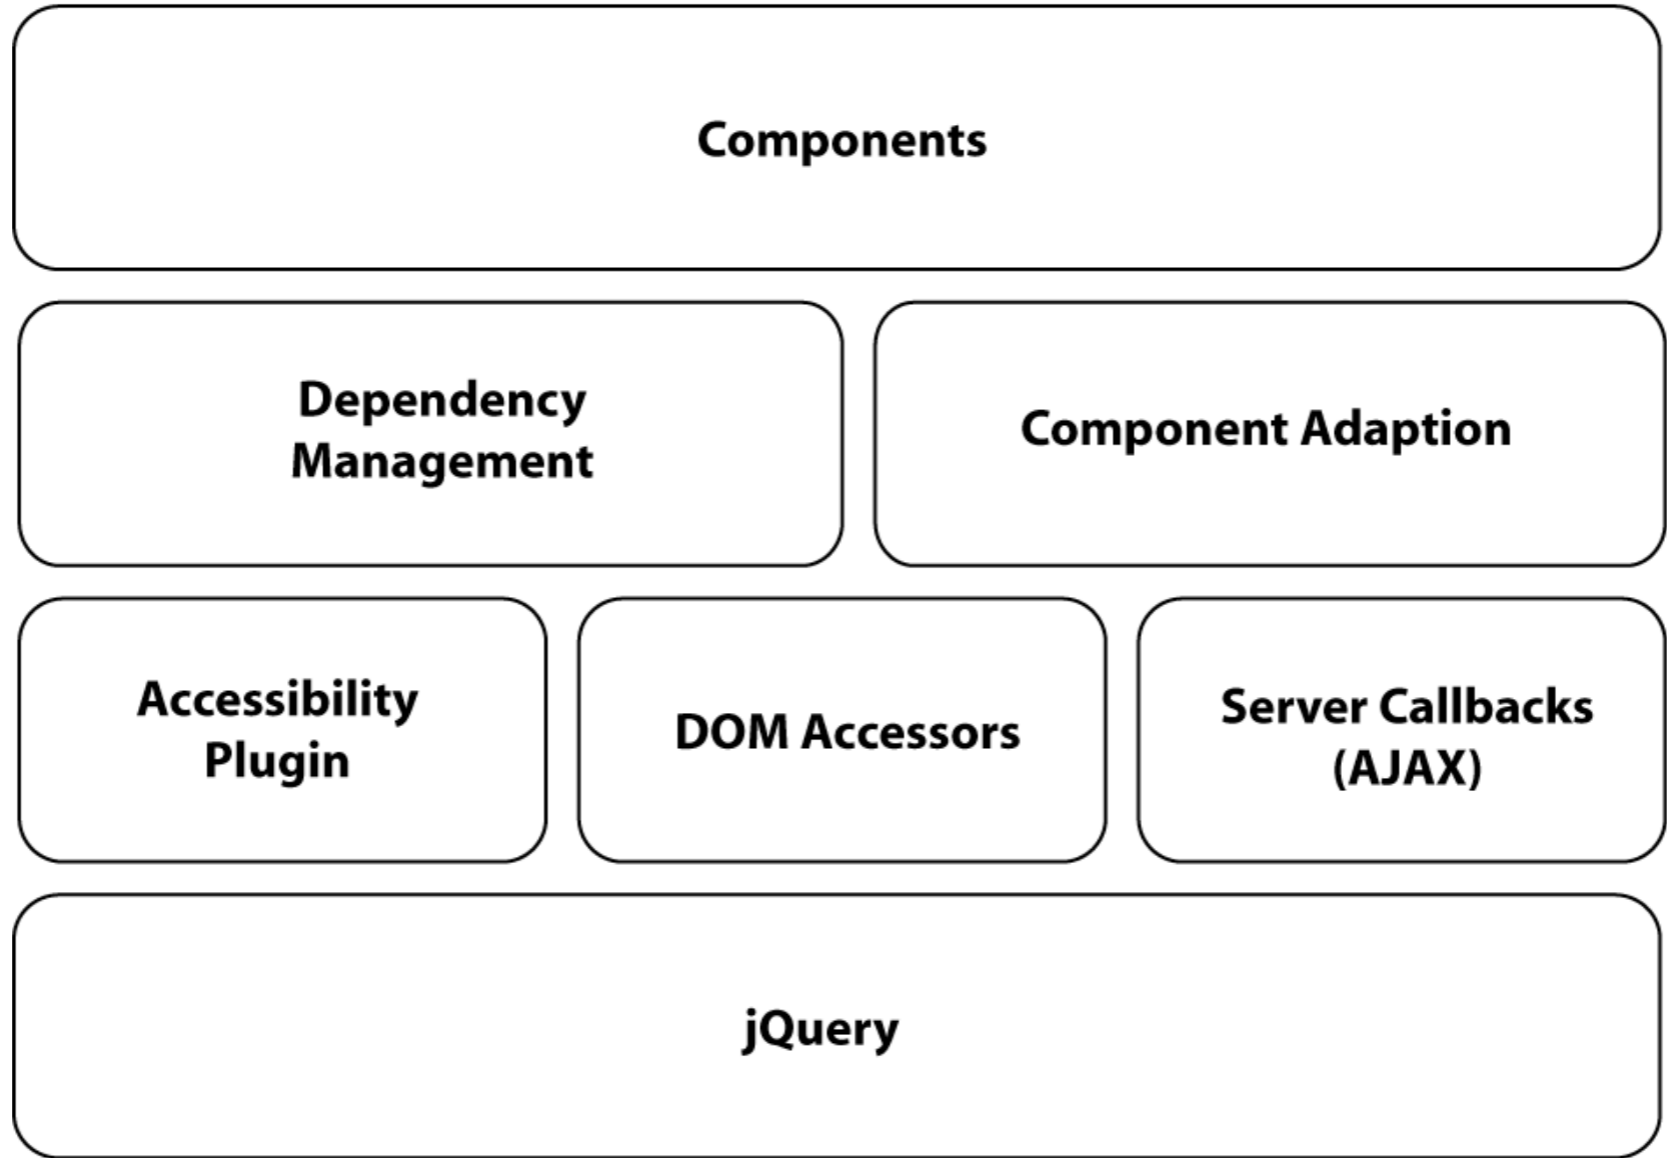 Components
Dependency
Management
Component Adaption
Accessibility
Plugin
DOM Accessors
Server Callbacks
(AJAX)
jQuery